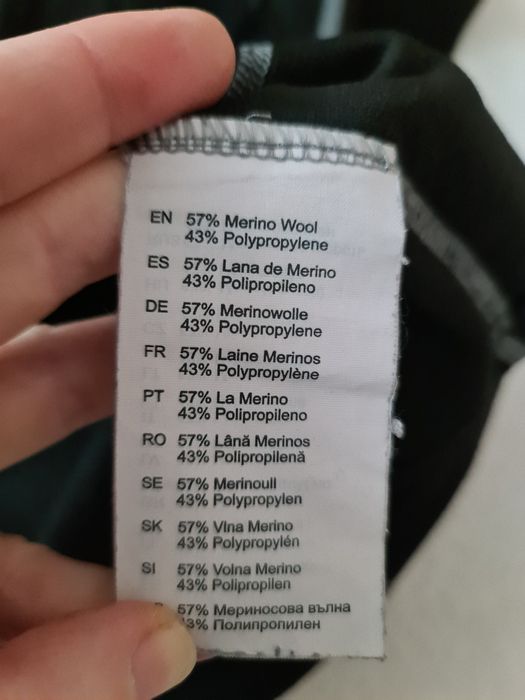 EN 57% Merino Wool
43% Polypropylene
ES 57% Lana de Merino
43% Polipropileno
DE 57% Merinowolle
43% Polypropylene
FR 57% Laine Merinos
43% Polypropylène
PT 57% La Merino
43% Polipropileno
RO 57% Lână Merinos
43% Polipropilenă
SE 57% Merinoull
43% Polypropylen
SK 57% Vlna Merino
43% Polypropylén
SI 57% Volna Merino
43% Polipropilen
57% Мериносова вълна
3% Полипропилен